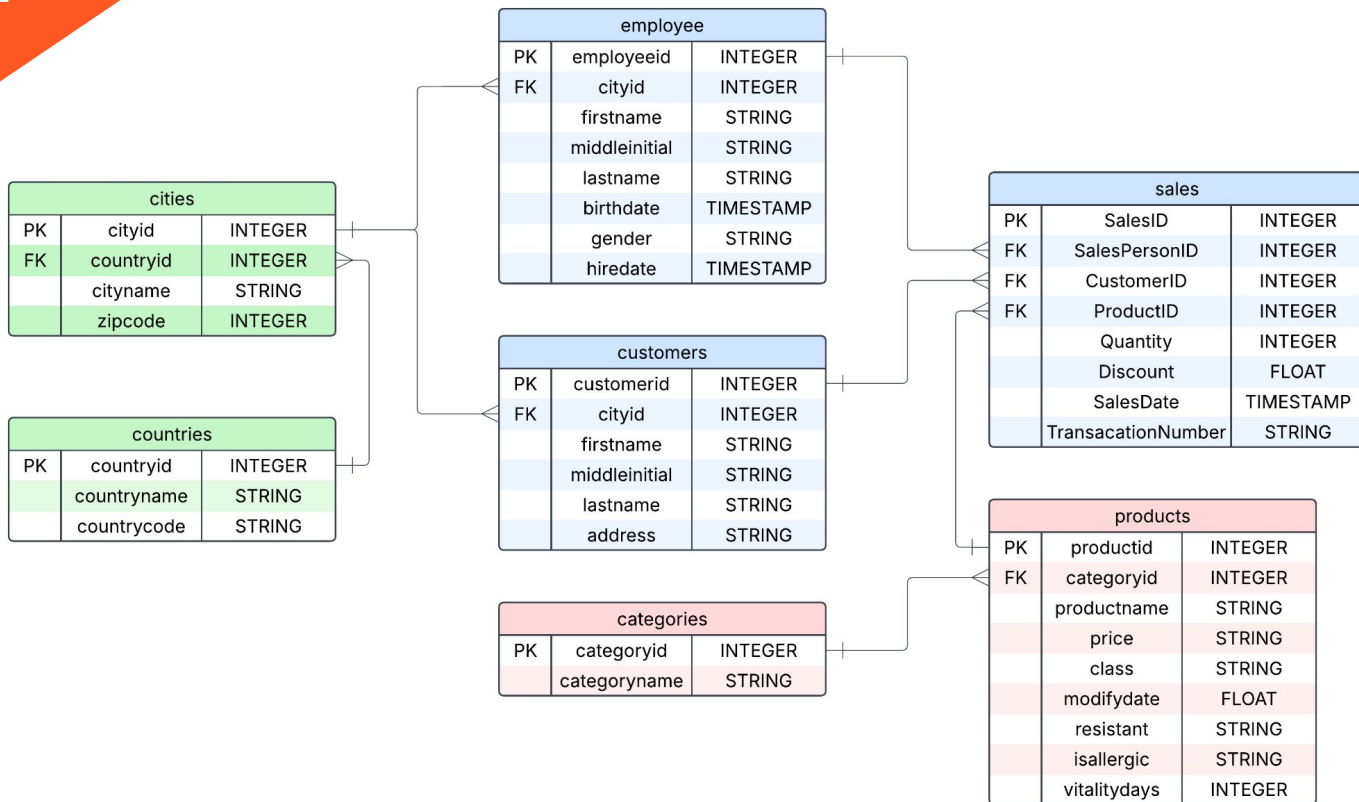 employee
PK employeeid INTEGER
FK cityid INTEGER
firstname STRING
middleinitial STRING
lastname STRING
birthdate TIMESTAMP
gender STRING
hiredate TIMESTAMP
cities
PK cityid INTEGER
FK countryid INTEGER
cityname STRING
zipcode INTEGER
countries
PK countryid INTEGER
countryname STRING
countrycode STRING
customers
PK customerid INTEGER
FK cityid INTEGER
firstname STRING
middleinitial STRING
lastname STRING
address STRING
categories
PK categoryid INTEGER
categoryname STRING
sales
PK SalesID INTEGER
FK SalesPersonID INTEGER
FK CustomerID INTEGER
FK ProductID INTEGER
Quantity INTEGER
Discount FLOAT
SalesDate TIMESTAMP
TransacationNumber STRING
products
PK productid INTEGER
FK categoryid INTEGER
productname STRING
price STRING
class STRING
modifydate FLOAT
resistant STRING
isallergic STRING
vitalitydays INTEGER